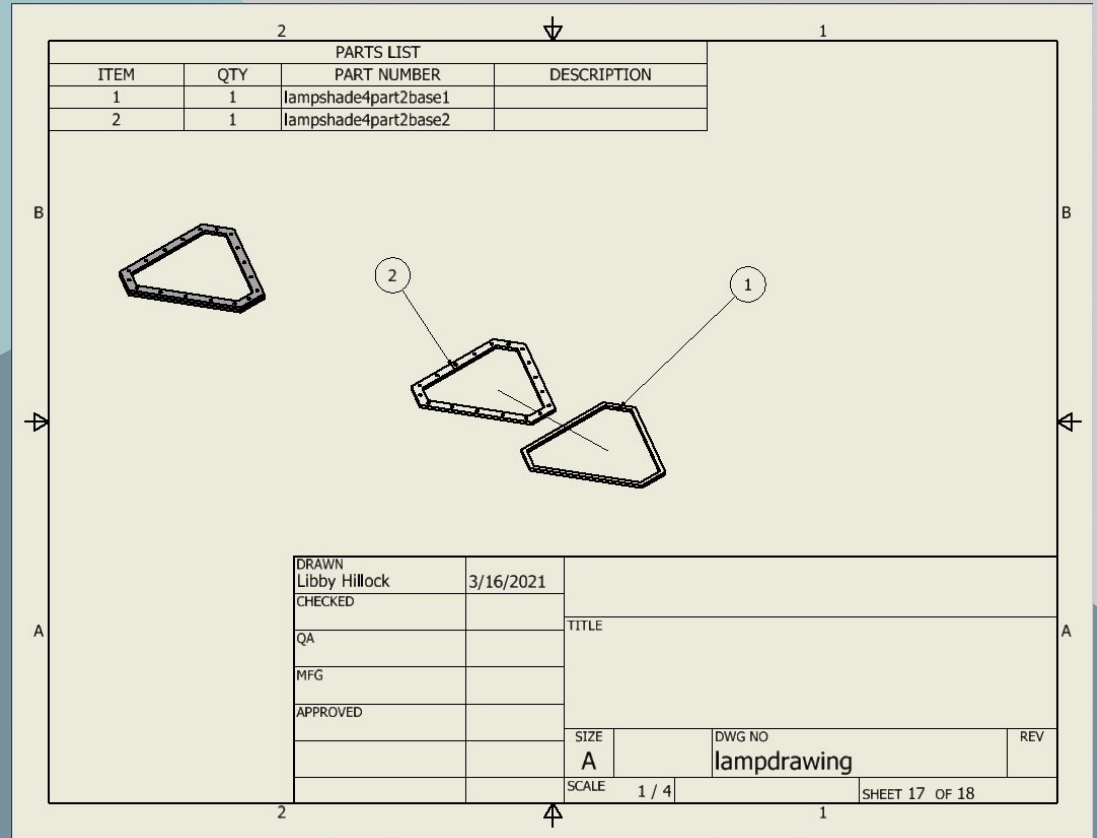 2 1
PARTS LIST
ITEM QTY PART NUMBER DESCRIPTION
1 1 lampshade4part2base1
2 1 lampshade4part2base2
B B
2 1
A A
DRAWN
Libby Hillock 3/16/2021
CHECKED
TITLE
QA
MFG
APPROVED
SIZE DWG NO REV
A lampdrawing
SCALE 1 / 4 SHEET 17 OF 18
2 1